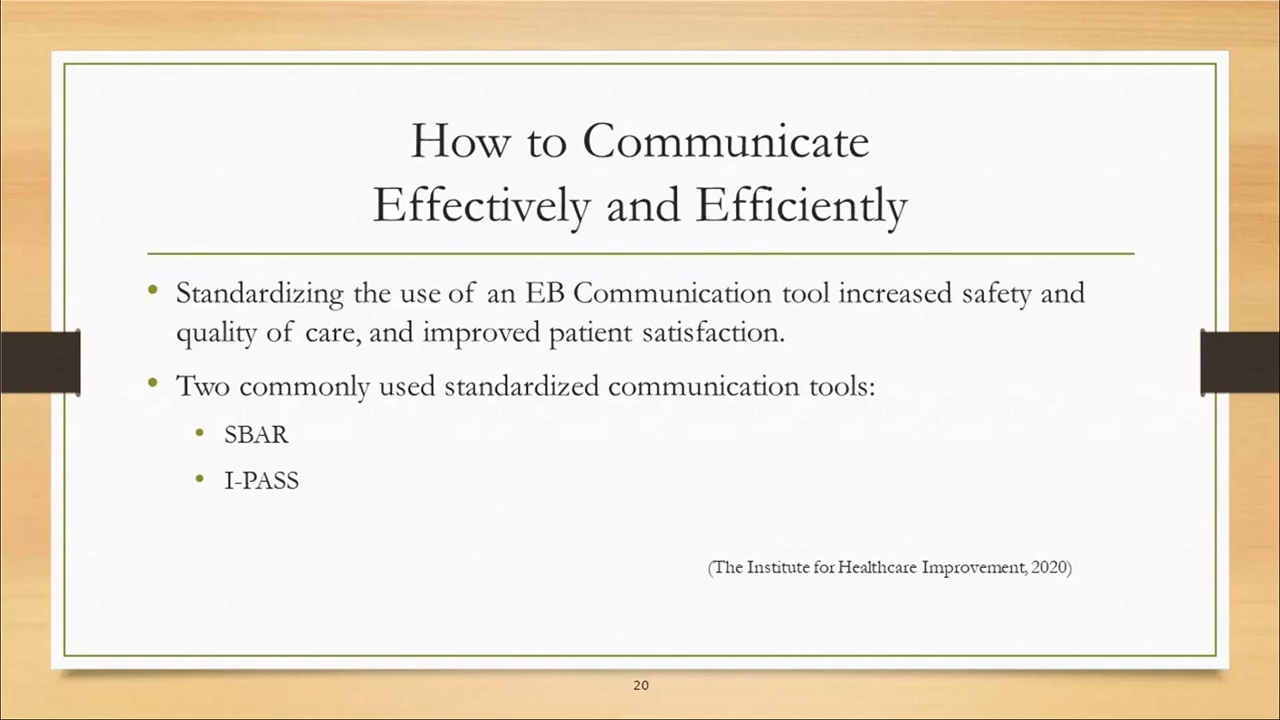 How to Communicate
Effectively and Efficiently
• Standardizing the use of an EB Communication tool increased safety and
quality of care, and improved patient satisfaction.
• Two commonly used standardized communication tools:
• SBAR
• I-PASS
(The Institute for Healthcare Improvement, 2020)
20